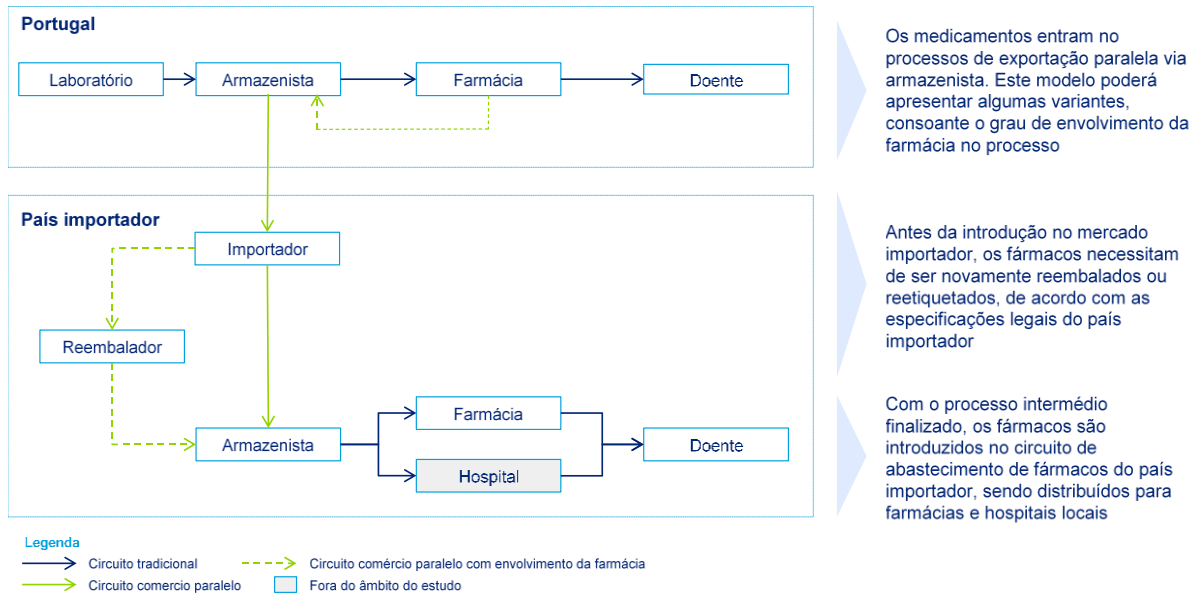 Portugal
Laboratório
Armazenista
Farmácia
Doente
Os medicamentos entram no
processos de exportação paralela via
armazenista. Este modelo poderá
apresentar algumas variantes,
consoante o grau de envolvimento da
farmácia no processo
País importador
Importador
Reembalador
Armazenista
Farmácia
Hospital
Doente
Antes da introdução no mercado
importador, os fármacos necessitam
de ser novamente reembalados ou
reetiquetados, de acordo com as
especificações legais do país
importador
Com o processo intermédio
finalizado, os fármacos são
introduzidos no circuito de
abastecimento de fármacos do país
importador, sendo distribuídos para
farmácias e hospitais locais
Legenda
Circuito tradicional
Circuito comércio paralelo com envolvimento da farmácia
Circuito comercio paralelo
Fora do âmbito do estudo